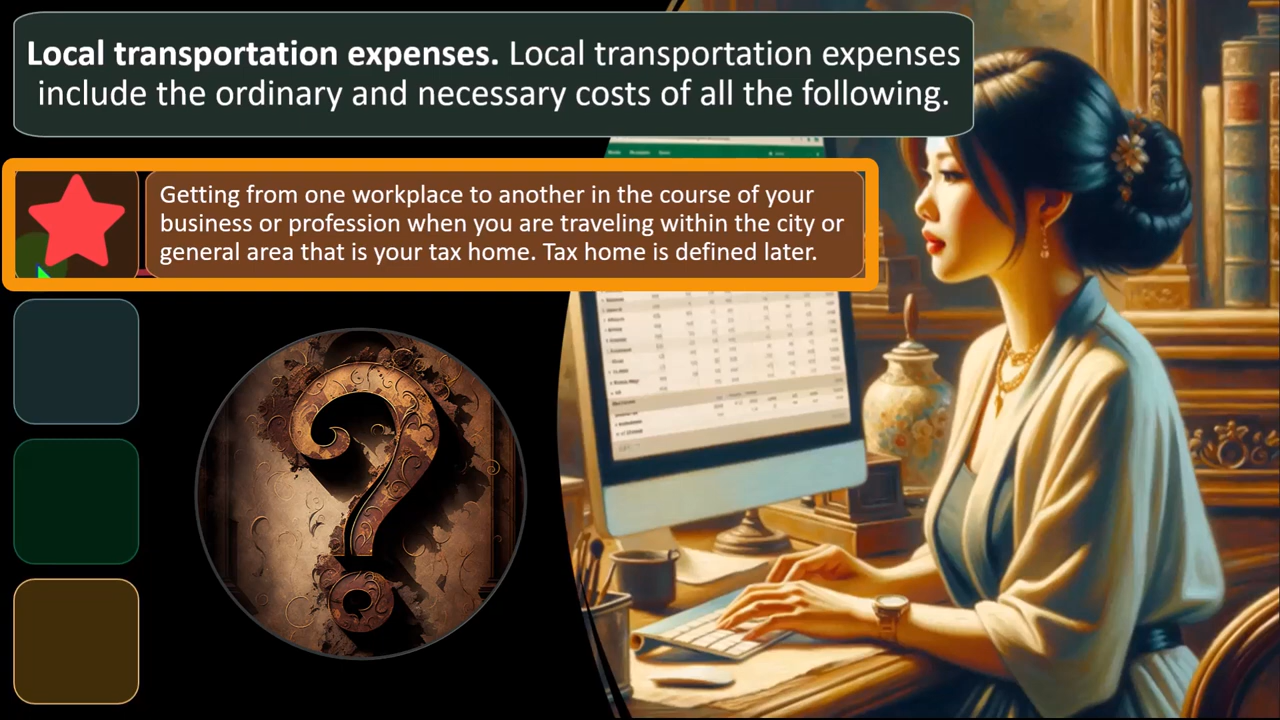 Local transportation expenses. Local transportation expenses
include the ordinary and necessary costs of all the following.
Getting from one workplace to another in the course of your
business or profession when you are traveling within the city or
general area that is your tax home. Tax home is defined later.